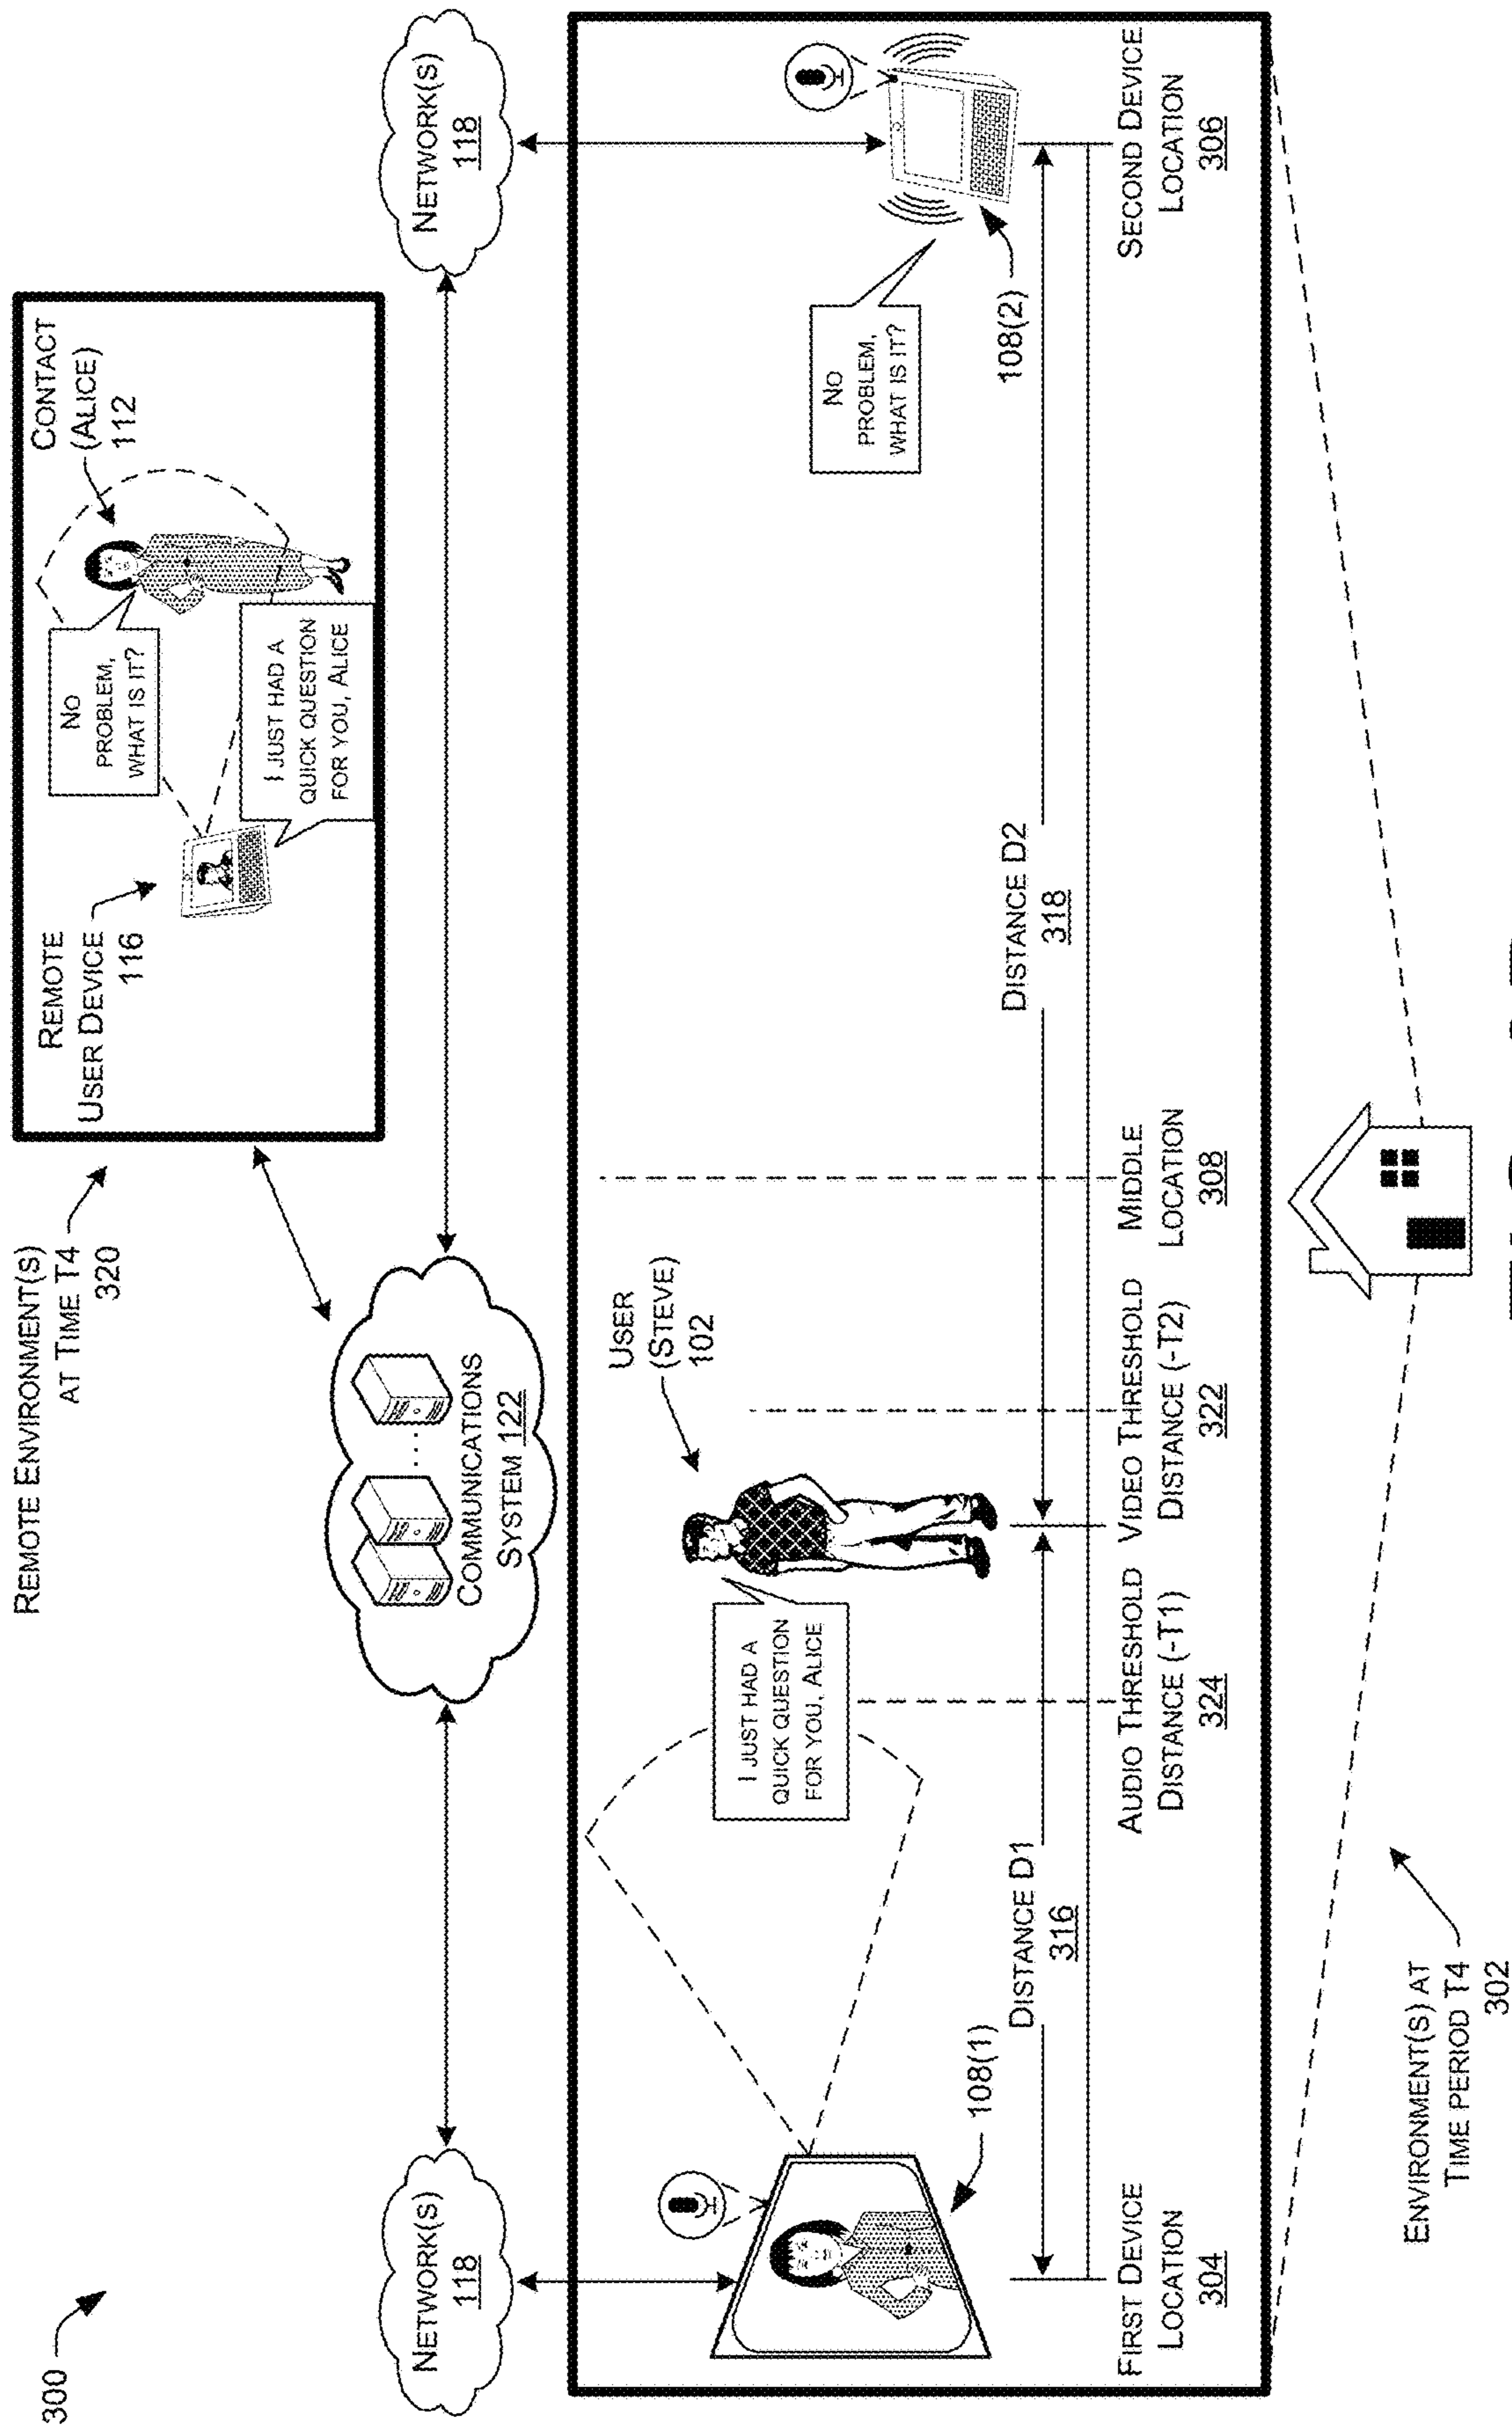 300
REMOTE ENVIRONMENT(S)
AT TIME T4
320
REMOTE
USER DEVICE
116
CONTACT
(ALICE)
112
NO
PROBLEM,
WHAT IS IT?
I JUST HAD A
QUICK QUESTION
FOR YOU, ALICE
NETWORK(S)
118
COMMUNICATIONS
SYSTEM 122
NETWORK(S)
118
USER
(STEVE)
102
I JUST HAD A
QUICK QUESTION
FOR YOU, ALICE
NO
PROBLEM,
WHAT IS IT?
108(1)
108(2)
DISTANCE D1
316
DISTANCE D2
318
FIRST DEVICE
LOCATION
304
AUDIO THRESHOLD
DISTANCE (-T1)
324
VIDEO THRESHOLD
DISTANCE (-T2)
322
MIDDLE
LOCATION
308
SECOND DEVICE
LOCATION
306
ENVIRONMENT(S) AT
TIME PERIOD T4
302